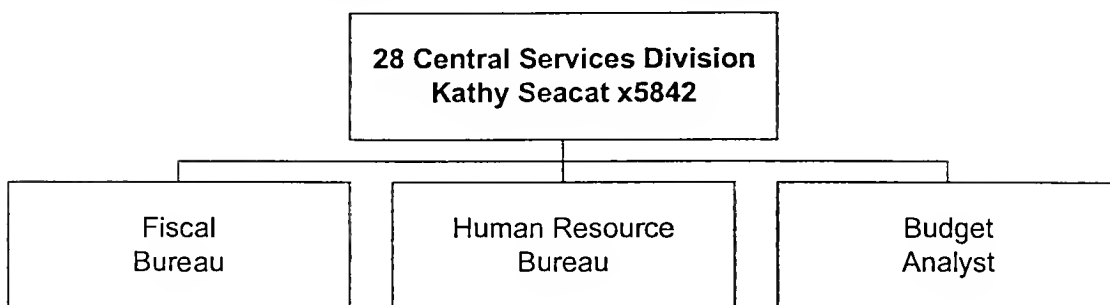 28 Central Services Division
Kathy Seacat x5842
Fiscal
Bureau
Human Resource
Bureau
Budget
Analyst